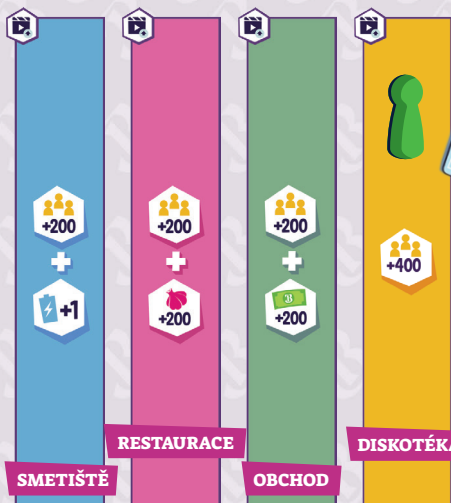 +200
+1
SMETIŠTĚ
+200
+200
RESTAURACE
+200
+200
OBCHOD
+400
DISKOTÉKA